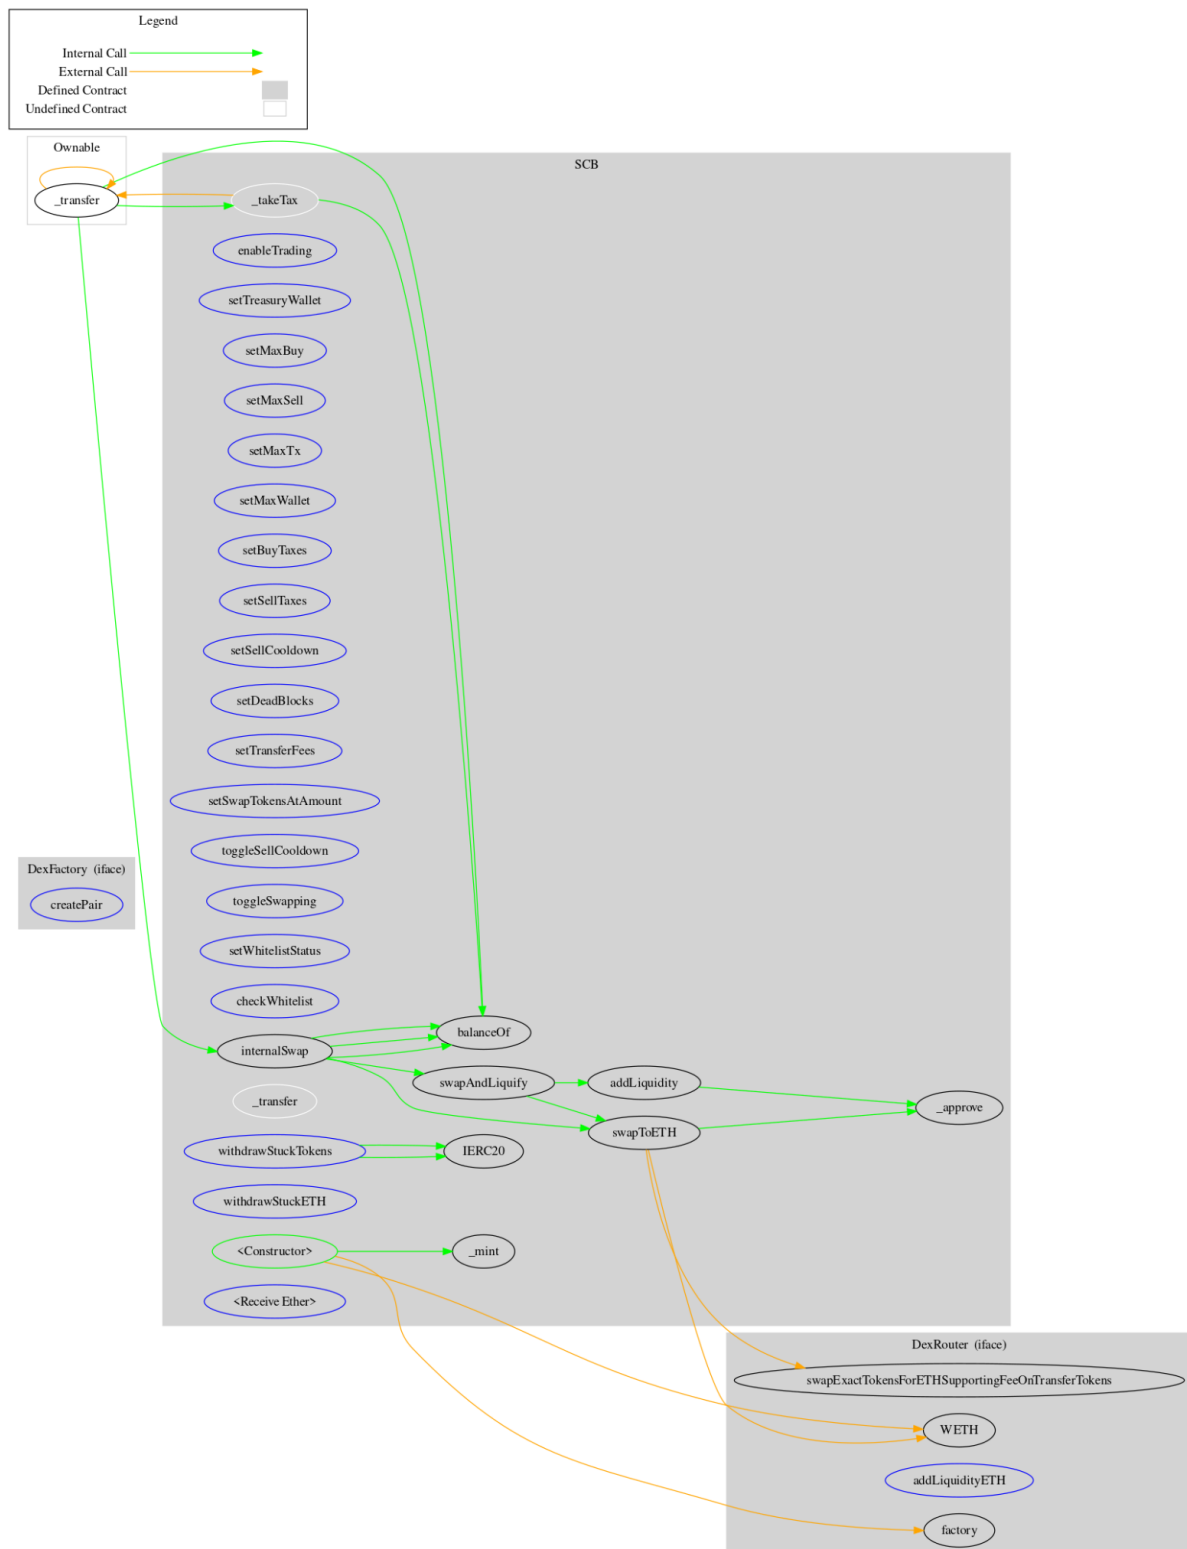 Legend
Internal Call
External Call
Defined Contract
Undefined Contract
Ownable
_transfer
SCB
_takeTax
enableTrading
setTreasuryWallet
setMaxBuy
setMaxSell
setMaxTx
setMaxWallet
setBuyTaxes
setSellTaxes
setSellCooldown
setDeadBlocks
setTransferFees
setSwapTokensAtAmount
toggleSellCooldown
toggleSwapping
setWhitelistStatus
checkWhitelist
internalSwap
_transfer
withdrawStuckTokens
withdrawStuckETH
<Constructor>
<Receive Ether>
balanceOf
swapAndLiquify
IERC20
_mint
addLiquidity
swapToETH
_approve
DexFactory (iface)
createPair
DexRouter (iface)
swapExactTokensForETHSupportingFeeOnTransferTokens
WETH
addLiquidityETH
factory